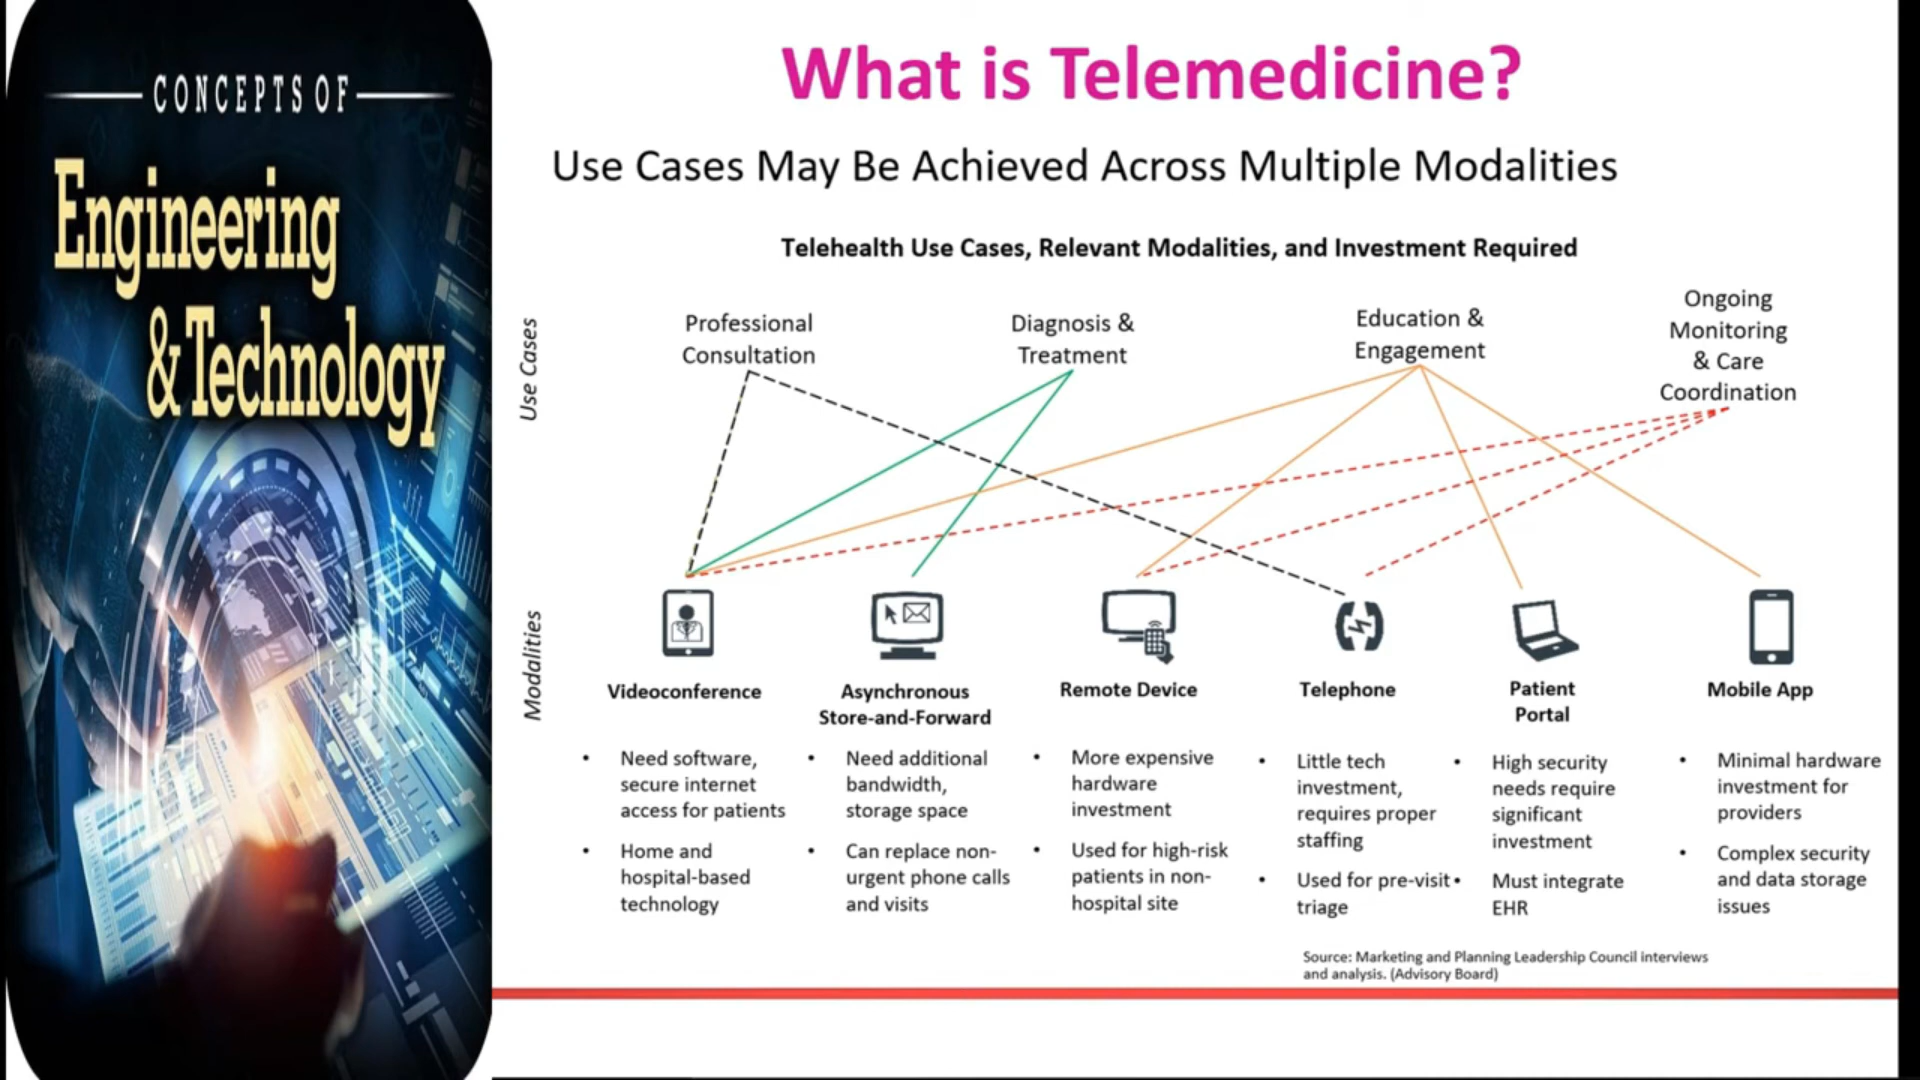 CONCEPTS OF
Engineering
& Technology
What is Telemedicine?
Use Cases May Be Achieved Across Multiple Modalities
Telehealth Use Cases, Relevant Modalities, and Investment Required
Use Cases
Professional
Consultation
Diagnosis &
Treatment
Education &
Engagement
Ongoing
Monitoring
& Care
Coordination
Modalities
Videoconference
• Need software,
secure internet
access for patients
• Home and
hospital-based
technology
Asynchronous
Store-and-Forward
• Need additional
bandwidth,
storage space
• Can replace non-
urgent phone calls
and visits
Remote Device
• More expensive
hardware
investment
• Used for high-risk
patients in non-
hospital site
Telephone
• Little tech
investment,
requires proper
staffing
• Used for pre-visit
triage
Patient
Portal
• High security
needs require
significant
investment
• Must integrate
EHR
Mobile App
• Minimal hardware
investment for
providers
• Complex security
and data storage
issues
Source: Marketing and Planning Leadership Council interviews
and analysis. (Advisory Board)